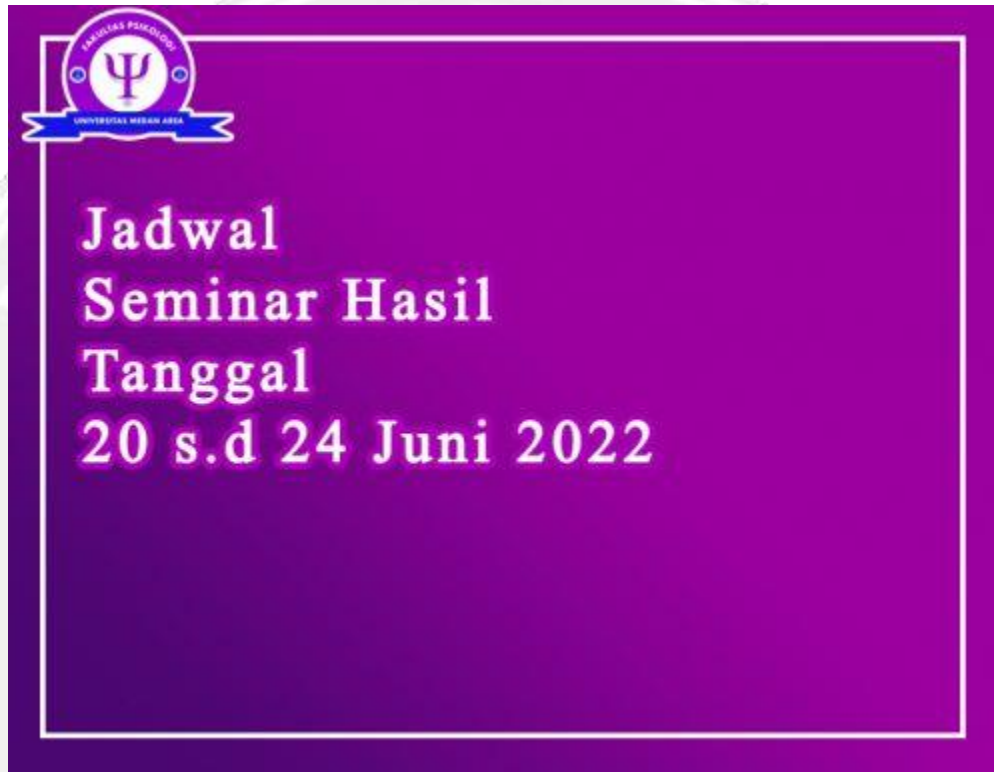 FAKULTAS PSIKOLOGI
UNIVERSITAS MEDAN AREA
Jadwal
Seminar Hasil
Tanggal
20 s.d 24 Juni 2022